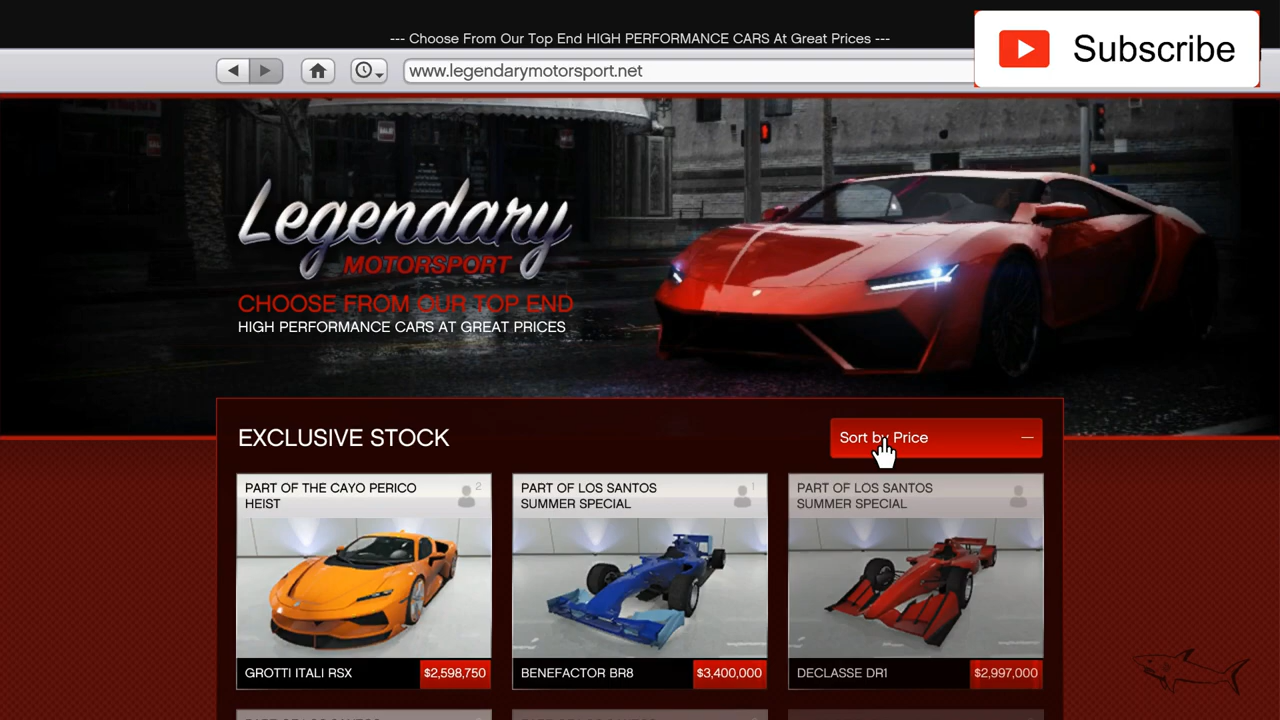 --- Choose From Our Top End HIGH PERFORMANCE CARS At Great Prices ---
Subscribe
www.legendarymotorsport.net
Legendary
MOTORSPORT
CHOOSE FROM OUR TOP END
HIGH PERFORMANCE CARS AT GREAT PRICES
EXCLUSIVE STOCK
Sort by Price
PART OF THE CAYO PERICO
HEIST
2
PART OF LOS SANTOS
SUMMER SPECIAL
1
PART OF LOS SANTOS
SUMMER SPECIAL
GROTTI ITALI RSX
$2,598,750
BENEFACTOR BR8
$3,400,000
DECLASSE DR1
$2,997,000